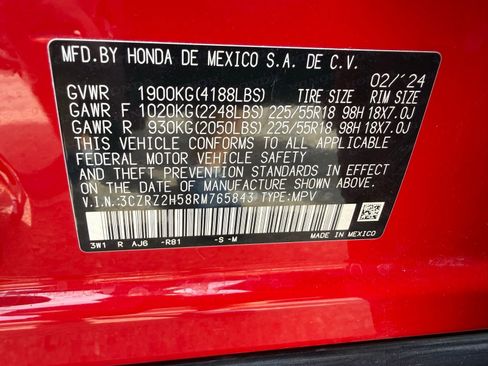 MFD.BY HONDA DE MEXICO S.A. DE C.V.
02/'24
GVWR 1900KG(4188LBS) TIRE SIZE RIM SIZE
GAWR F 1020KG(2248LBS) 225/55R18 98H 18X7.0J
GAWR R 930KG(2050LBS) 225/55R18 98H 18X7.0J
THIS VEHICLE CONFORMS TO ALL APPLICABLE
FEDERAL MOTOR VEHICLE SAFETY
AND THEFT PREVENTION STANDARDS IN EFFECT
ON THE DATE OF MANUFACTURE SHOWN ABOVE.
V.I.N.:3CZRZ2H58RM765843 TYPE:MPV
3W1 R AJ6 -R81 -S -M
MADE IN MEXICO